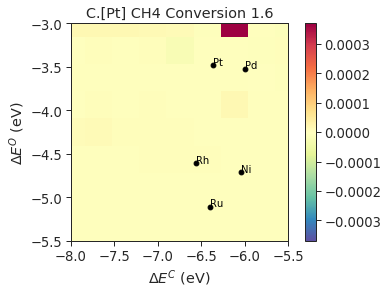 C.[Pt] CH4 Conversion 1.6
−3.0
−3.5
−4.0
−4.5
−5.0
−5.5
ΔE^O (eV)
Pt
Pd
Rh
Ni
Ru
−8.0 −7.5 −7.0 −6.5 −6.0 −5.5
ΔE^C (eV)
0.0003
0.0002
0.0001
0.0000
−0.0001
−0.0002
−0.0003